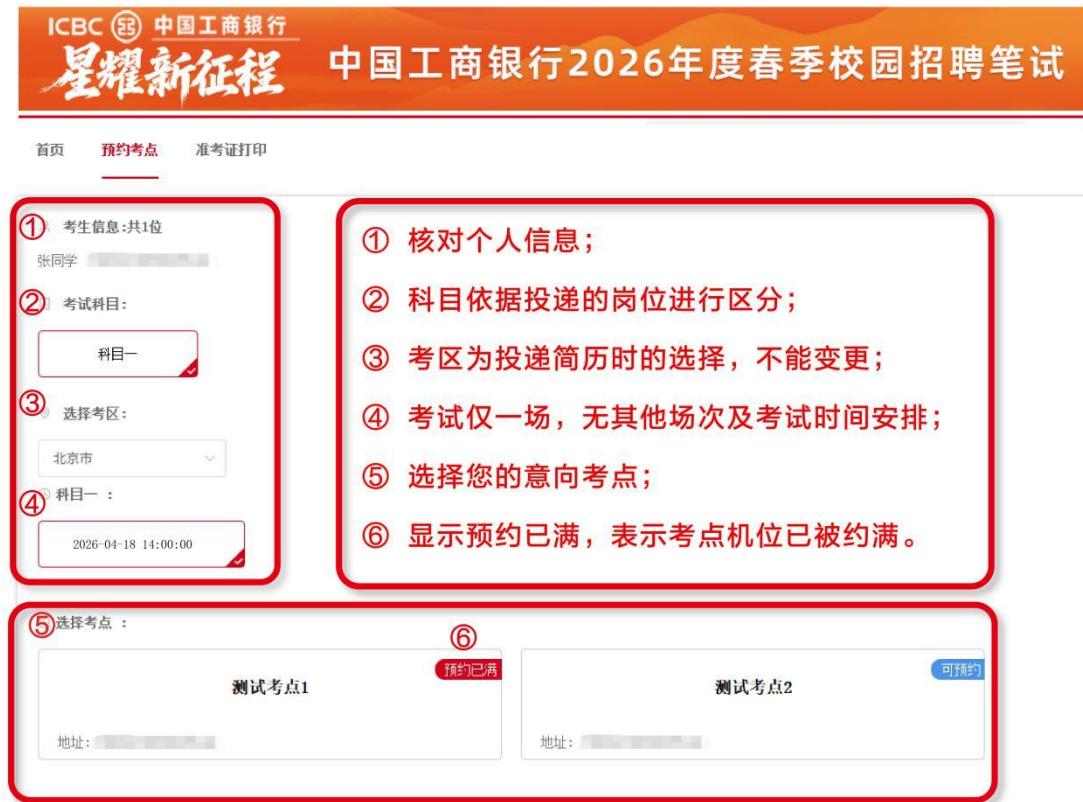 ICBC 中国工商银行
星耀新征程
中国工商银行2026年度春季校园招聘笔试
首页 预约考点 准考证打印
① 考生信息:共1位
张同学
② 考试科目:
科目一
③ 选择考区:
北京市
④ 科目一 :
2026-04-18 14:00:00
① 核对个人信息；
② 科目依据投递的岗位进行区分；
③ 考区为投递简历时的选择，不能变更；
④ 考试仅一场，无其他场次及考试时间安排；
⑤ 选择您的意向考点；
⑥ 显示预约已满，表示考点机位已被约满。
⑤ 选择考点 :
⑥
预约已满
测试考点1
地址:
可预约
测试考点2
地址: